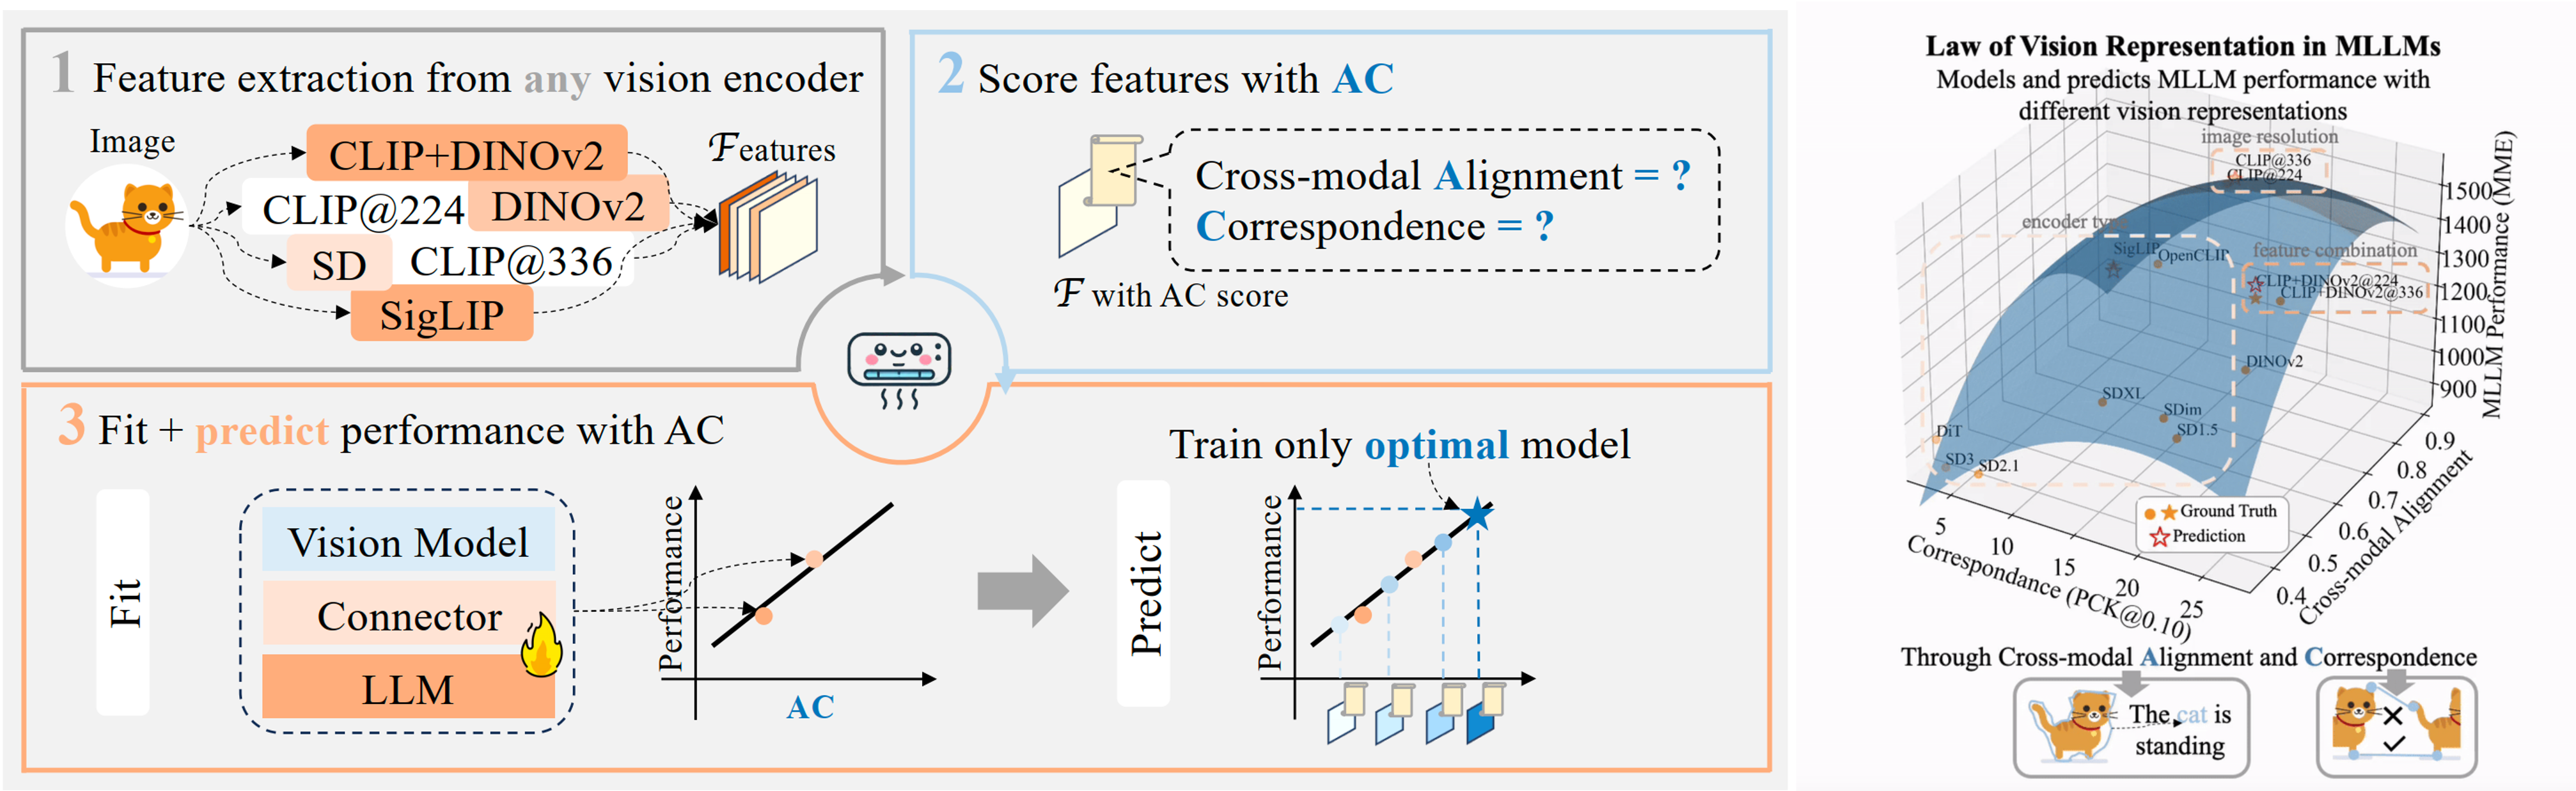 1 Feature extraction from any vision encoder
Image
CLIP+DINOv2
CLIP@224
DINOv2
SD
CLIP@336
SigLIP
ℱeatures
2 Score features with AC
Cross-modal Alignment = ?
Correspondence = ?
ℱ with AC score
3 Fit + predict performance with AC
Fit
Vision Model
Connector
LLM
Performance
AC
Predict
Train only optimal model
Performance
Law of Vision Representation in MLLMs
Models and predicts MLLM performance with
different vision representations
image resolution
CLIP@336
CLIP@224
encoder
SigLIP
OpenCLIP
feature combination
CLIP+DINOv2@224
CLIP+DINOv2@336
DINOv2
SDXL
SDim
SD1.5
DiT
SD3
SD2.1
1500
1400
1300
1200
1100
1000
900
MLLM Performance (MME)
0.9
0.8
0.7
0.6
0.5
0.4
Cross-modal Alignment
5
10
15
20
25
Correspondance (PCK@0.10)
Ground Truth
Prediction
Through Cross-modal Alignment and Correspondence
The cat is
standing